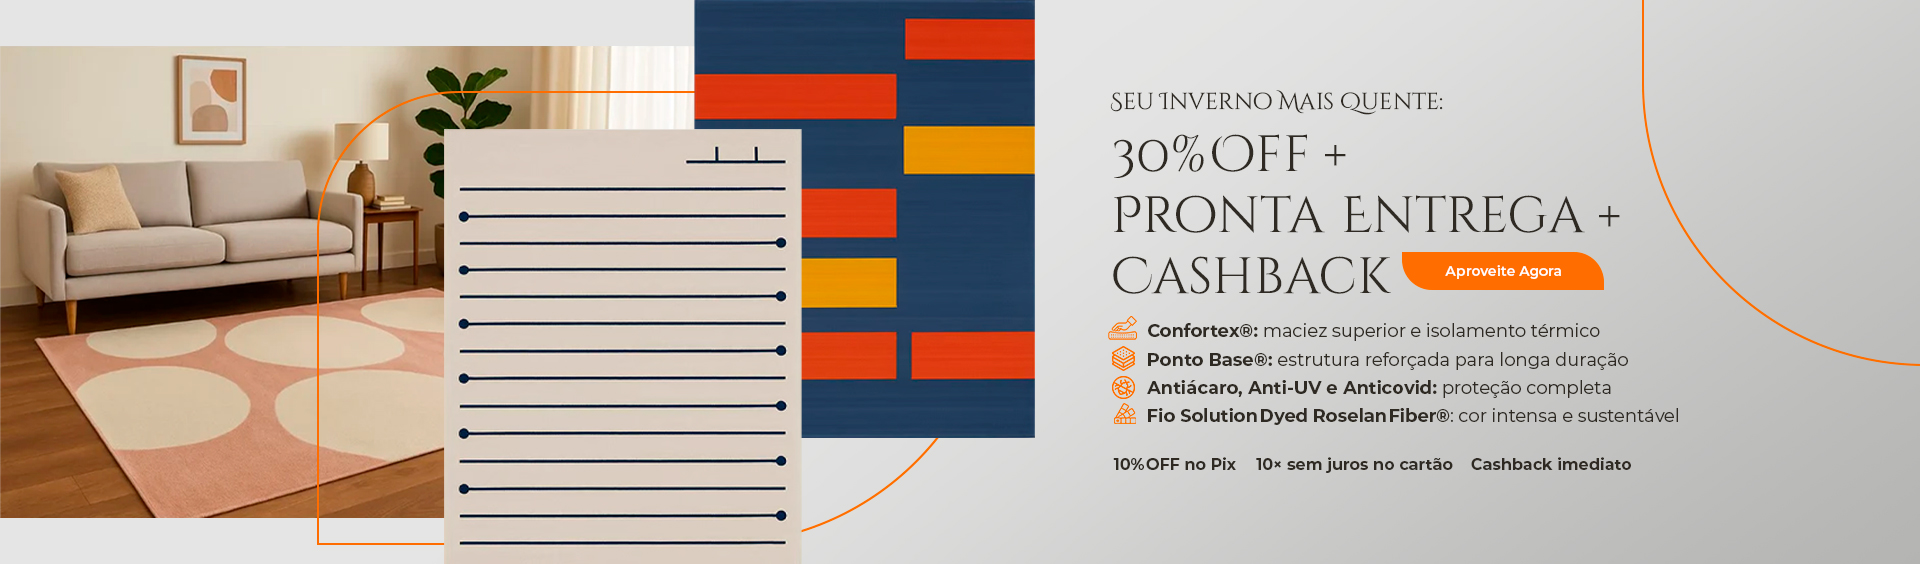 Seu Inverno Mais Quente:
30% Off +
Pronta Entrega +
Cashback
Aproveite Agora
Confortex®: maciez superior e isolamento térmico
Ponto Base®: estrutura reforçada para longa duração
Antiácaro, Anti-UV e Anticovid: proteção completa
Fio Solution Dyed Roselan Fiber®: cor intensa e sustentável
10% OFF no Pix 10× sem juros no cartão Cashback imediato